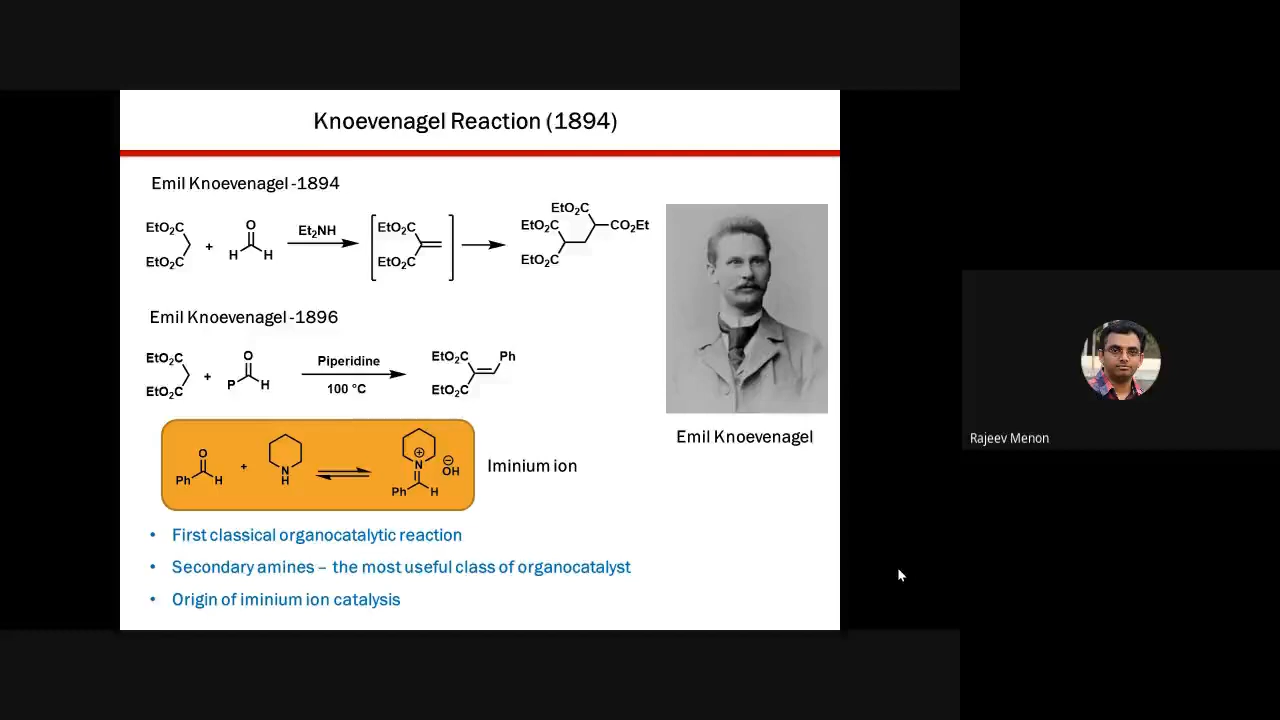 Knoevenagel Reaction (1894)
Emil Knoevenagel -1894
EtO₂C
EtO₂C
+
O
H H
Et₂NH
EtO₂C
EtO₂C
EtO₂C
EtO₂C
CO₂Et
EtO₂C
Emil Knoevenagel -1896
EtO₂C
EtO₂C
+
O
P H
Piperidine
100 °C
EtO₂C Ph
EtO₂C
O
Ph H
+
N
H
⊕
N
Ph H
⊖
OH
Iminium ion
Emil Knoevenagel
• First classical organocatalytic reaction
• Secondary amines – the most useful class of organocatalyst
• Origin of iminium ion catalysis
Rajeev Menon